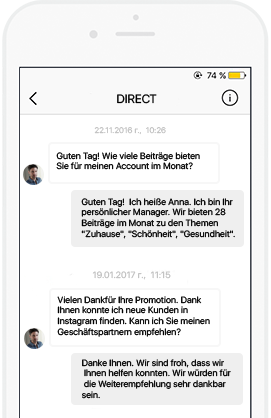 74 %
DIRECT
22.11.2016 г., 10:26
Guten Tag! Wie viele Beiträge bieten
Sie für meinen Account im Monat?
Guten Tag! Ich heiße Anna. Ich bin Ihr
persönlicher Manager. Wir bieten 28
Beiträge im Monat zu den Themen
"Zuhause", "Schönheit", "Gesundheit".
19.01.2017 г., 11:15
Vielen Dankfür Ihre Promotion. Dank
Ihnen konnte ich neue Kunden in
Instagram finden. Kann ich Sie meinen
Geschäftspartnern empfehlen?
Danke Ihnen. Wir sind froh, dass wir
Ihnen helfen konnten. Wir würden für
die Weiterempfehlung sehr dankbar
sein.